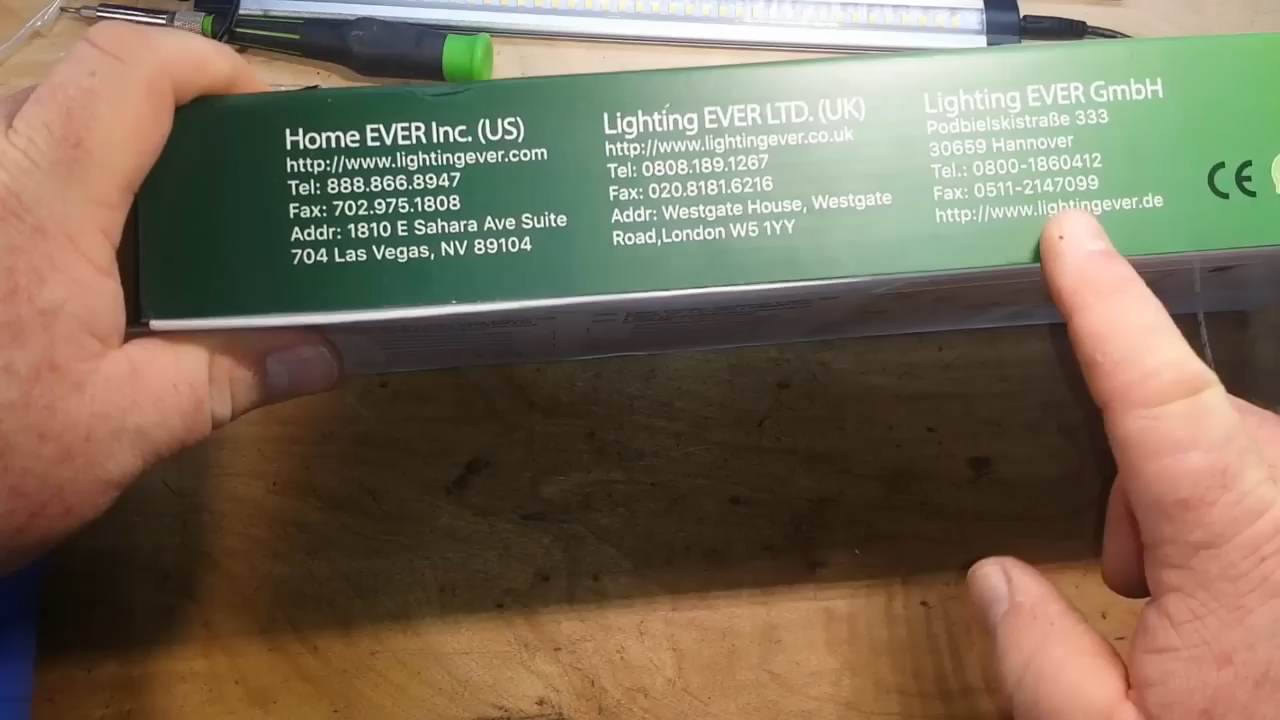 Home EVER Inc. (US)
http://www.lightingever.com
Tel: 888.866.8947
Fax: 702.975.1808
Addr: 1810 E Sahara Ave Suite
704 Las Vegas, NV 89104
Lighting EVER LTD. (UK)
http://www.lightingever.co.uk
Tel: 0808.189.1267
Fax: 020.8181.6216
Addr: Westgate House, Westgate
Road,London W5 1YY
Lighting EVER GmbH
Podbielskistraße 333
30659 Hannover
Tel.: 0800-1860412
Fax: 0511-2147099
http://www.lightingever.de
CE